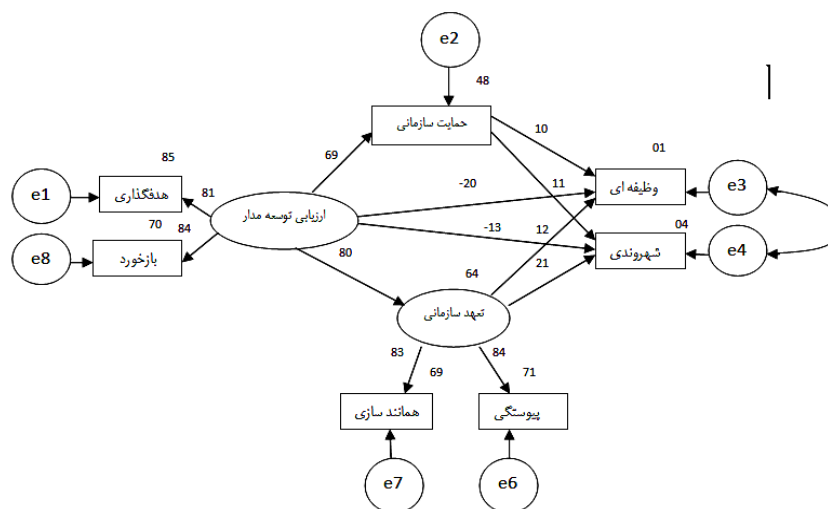 e2
48
حمایت سازمانی
10
01
85
69
e1
هدفگذاری
81
-20
11
وظیفه ای
e3
ارزیابی توسعه مدار
70
84
-13
12
04
e8
بازخورد
80
64
21
شهروندی
e4
تعهد سازمانی
83
84
69
71
همانند سازی
پیوستگی
e7
e6